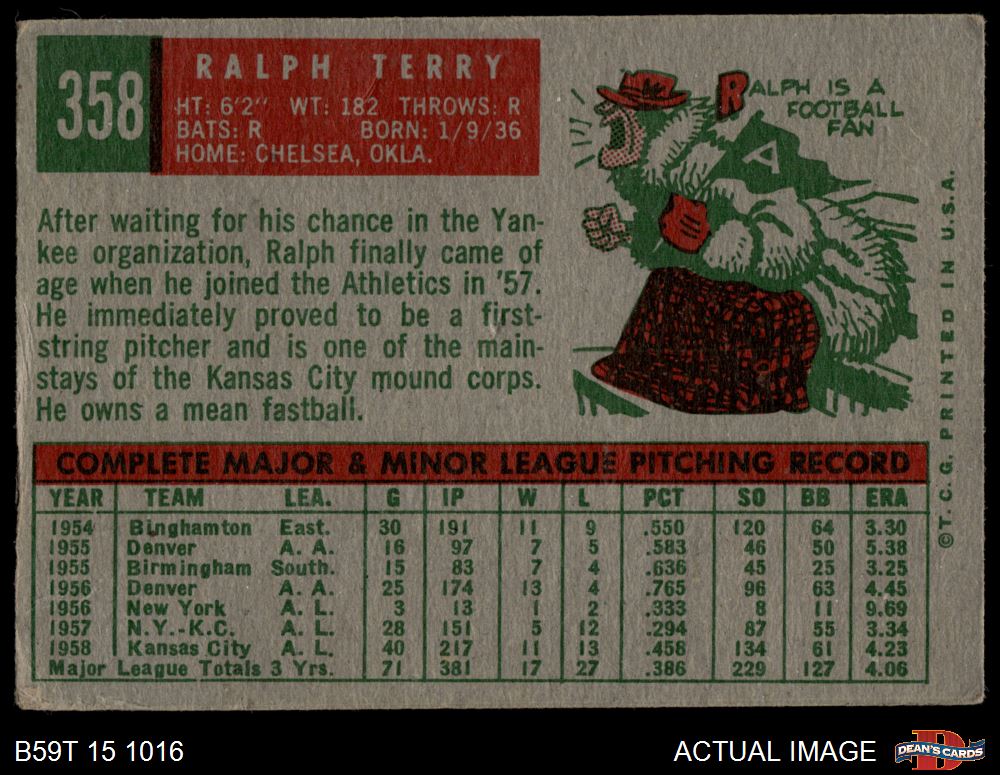 358
RALPH TERRY
HT: 6'2" WT: 182 THROWS: R
BATS: R BORN: 1/9/36
HOME: CHELSEA, OKLA.
RALPH IS A
FOOTBALL
FAN
A
After waiting for his chance in the Yan-
kee organization, Ralph finally came of
age when he joined the Athletics in '57.
He immediately proved to be a first-
string pitcher and is one of the main-
stays of the Kansas City mound corps.
He owns a mean fastball.
COMPLETE MAJOR & MINOR LEAGUE PITCHING RECORD
YEAR TEAM LEA. G IP W L PCT SO BB ERA
1954 Binghamton East. 30 191 11 9 .550 120 64 3.30
1955 Denver A. A. 16 97 7 5 .583 46 50 5.38
1955 Birmingham South. 15 83 7 4 .636 45 25 3.25
1956 Denver A. A. 25 174 13 4 .765 96 63 4.45
1956 New York A. L. 3 13 1 2 .333 8 11 9.69
1957 N.Y.-K.C. A. L. 28 151 5 12 .294 87 55 3.34
1958 Kansas City A. L. 40 217 11 13 .458 134 61 4.23
Major League Totals 3 Yrs. 71 381 17 27 .386 229 127 4.06
©T. C. G. PRINTED IN U.S.A.
B59T 15 1016
ACTUAL IMAGE
DEAN'S CARDS